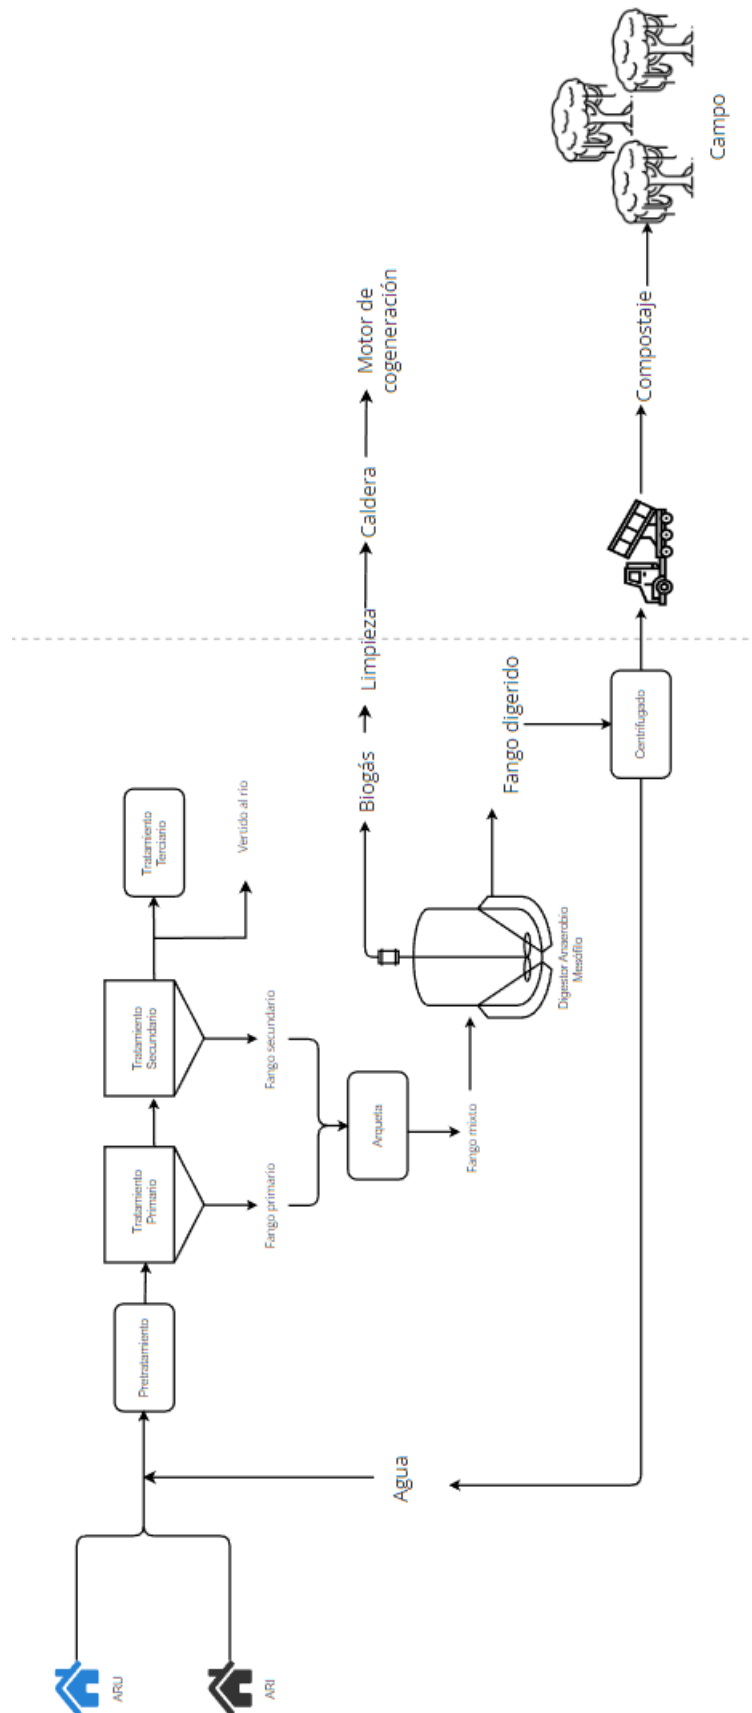 ARU
ARI
Pretratamiento
Tratamiento
Primario
Tratamiento
Secundario
Tratamiento
Terciario
Vertido al río
Fango primario
Fango secundario
Arqueta
Fango mixto
Digestor Anaerobio
Mesófilo
Biogás
Limpieza
Caldera
Motor de
cogeneración
Fango digerido
Centrifugado
Agua
Compostaje
Campo